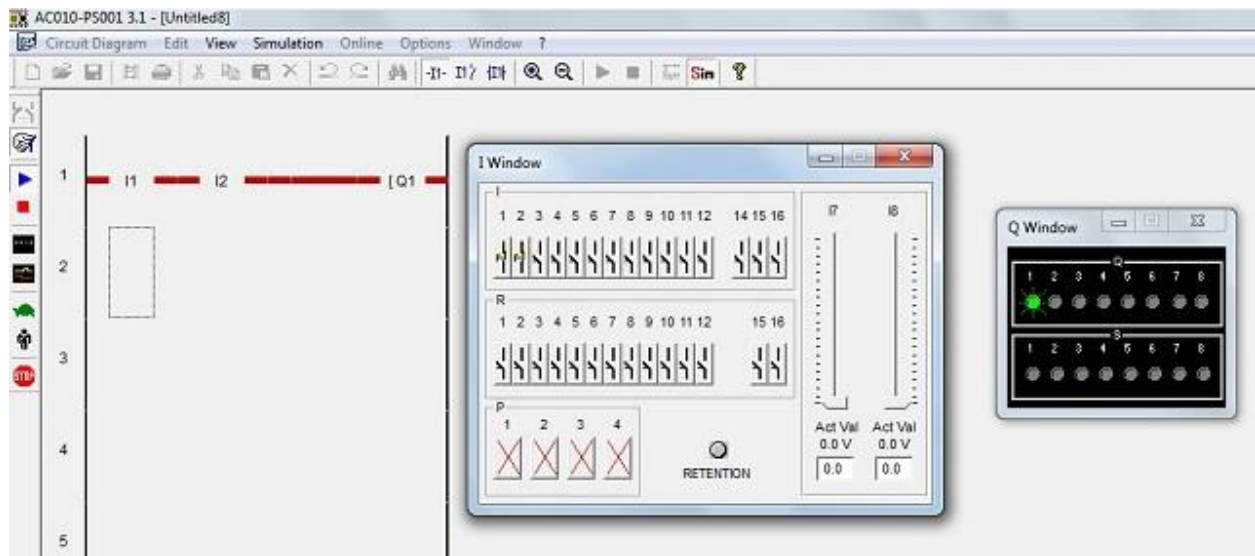 AC010-PS001 3.1 - [Untitled8]
Circuit Diagram Edit View Simulation Online Options Window ?
Sim
STOP
1
I1 I2 [ Q1
2
3
4
5
I Window
I
1 2 3 4 5 6 7 8 9 10 11 12 14 15 16
R
1 2 3 4 5 6 7 8 9 10 11 12 15 16
P
1 2 3 4
RETENTION
I7 I8
Act Val Act Val
0.0 V 0.0 V
0.0 0.0
Q Window
Q
1 2 3 4 5 6 7 8
S
1 2 3 4 5 6 7 8